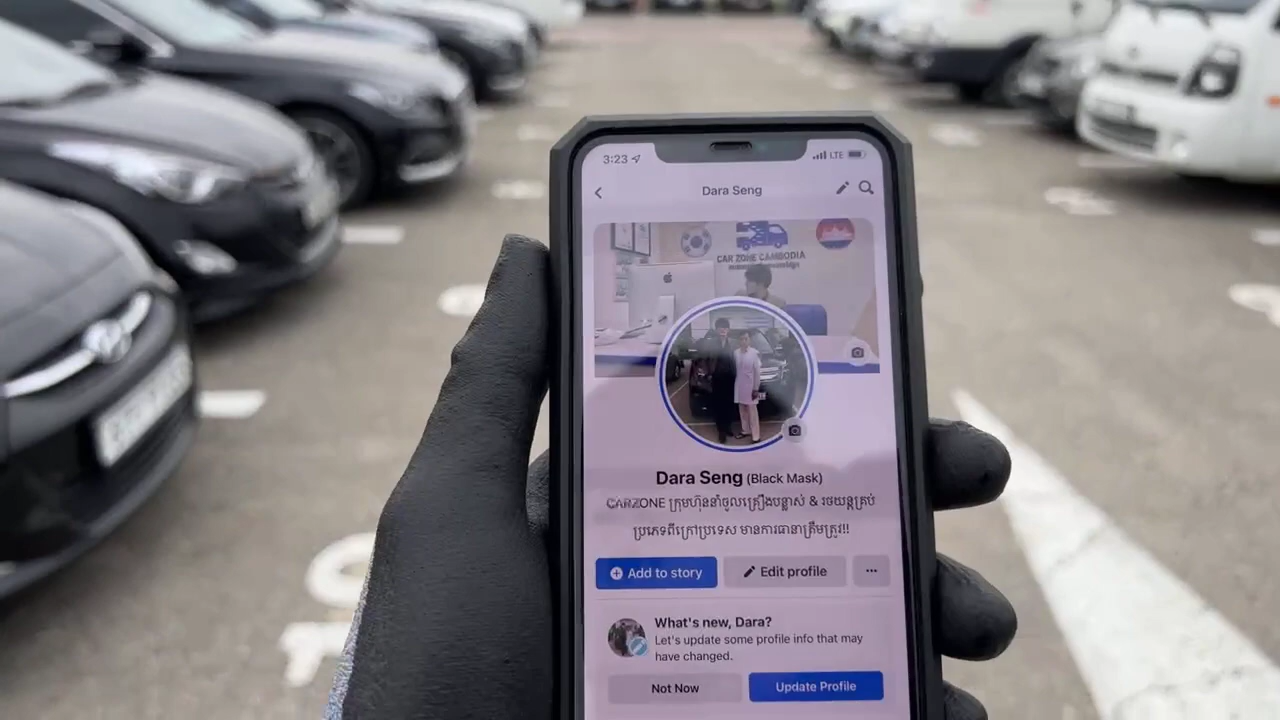 3:23
LTE
Dara Seng
CAR ZONE CAMBODIA
Dara Seng (Black Mask)
CARZONE ក្រុមហ៊ុននាំចូលគ្រឿងបន្លាស់ & រថយន្តគ្រប់
ប្រភេទពីក្រៅប្រទេស មានការធានាត្រឹមត្រូវ!!
Add to story
Edit profile
What's new, Dara?
Let's update some profile info that may
have changed.
Not Now
Update Profile